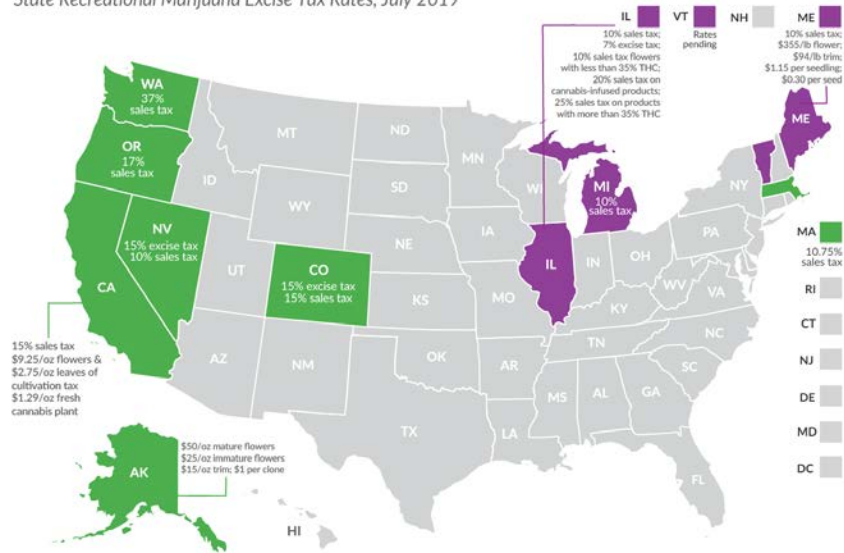 State Recreational Marijuana Excise Tax Rates, July 2019
IL
10% sales tax;
7% excise tax;
10% sales tax flowers
with less than 35% THC;
20% sales tax on
cannabis-infused products;
25% sales tax on products
with more than 35% THC
VT
Rates
pending
NH
ME
10% sales tax;
$355/lb flower;
$94/lb trim;
$1.15 per seedling;
$0.30 per seed
WA
37%
sales tax
OR
17%
sales tax
NV
15% excise tax
10% sales tax
CA
15% sales tax
$9.25/oz flowers &
$2.75/oz leaves of
cultivation tax
$1.29/oz fresh
cannabis plant
ID
MT
WY
UT
CO
15% excise tax
15% sales tax
AZ
NM
ND
SD
NE
KS
OK
TX
MN
IA
MO
AR
LA
WI
MI
10%
sales tax
IL
IN
OH
KY
TN
MS
AL
GA
FL
SC
NC
VA
WV
PA
NY
ME
MA
10.75%
sales tax
RI
CT
NJ
DE
MD
DC
AK
$50/oz mature flowers
$25/oz immature flowers
$15/oz trim; $1 per clone
HI